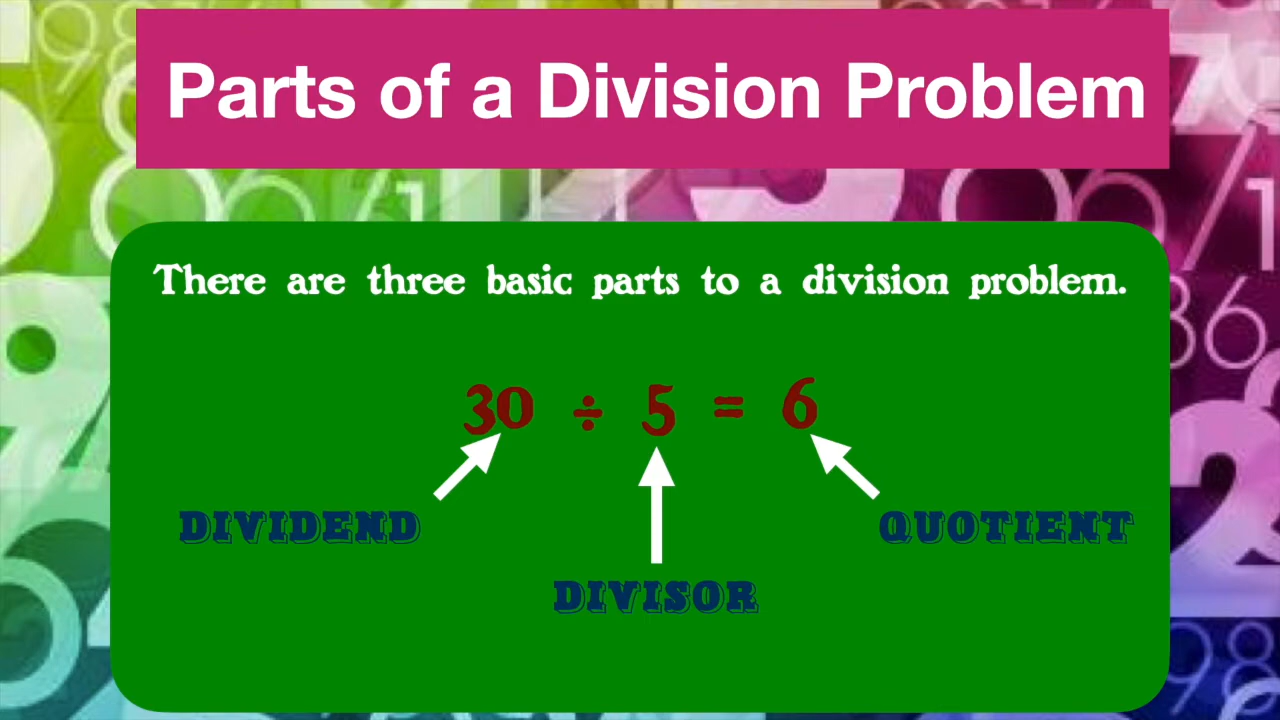 Parts of a Division Problem
There are three basic parts to a division problem.
30 ÷ 5 = 6
DIVIDEND
QUOTIENT
DIVISOR